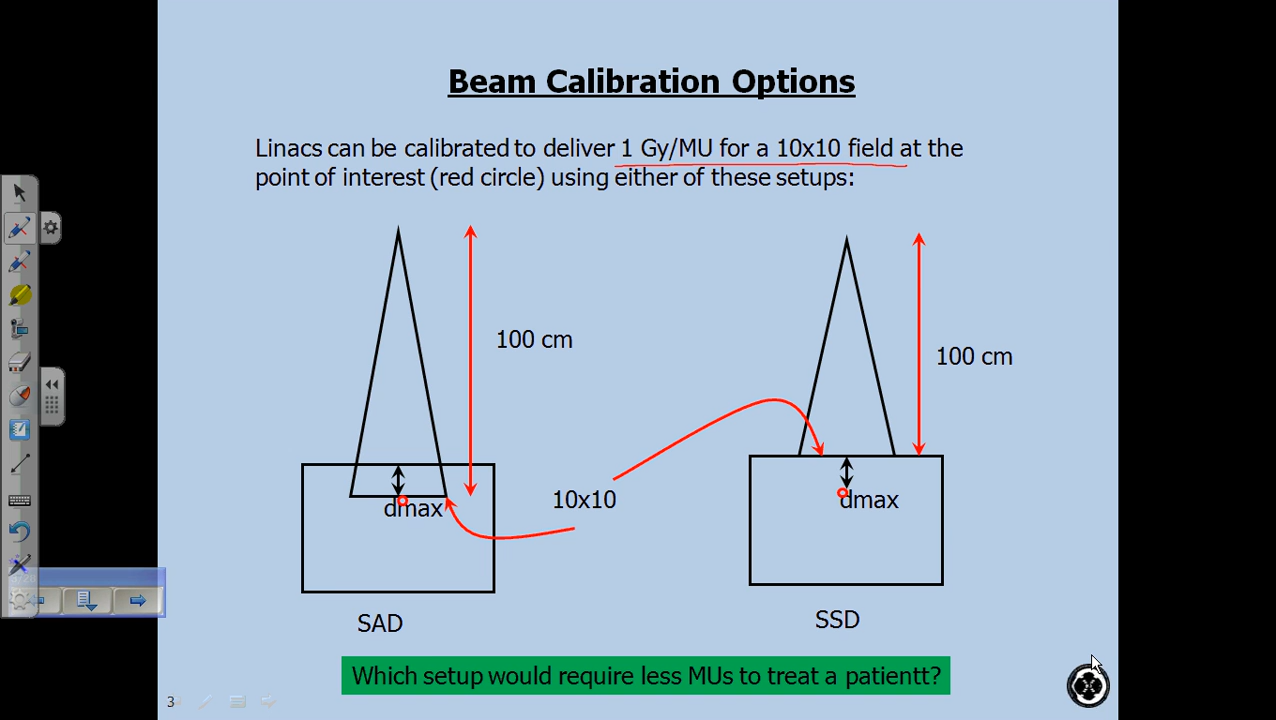 Beam Calibration Options
Linacs can be calibrated to deliver 1 Gy/MU for a 10x10 field at the
point of interest (red circle) using either of these setups:
100 cm
100 cm
10x10
dmax
dmax
SAD
SSD
Which setup would require less MUs to treat a patientt?
3